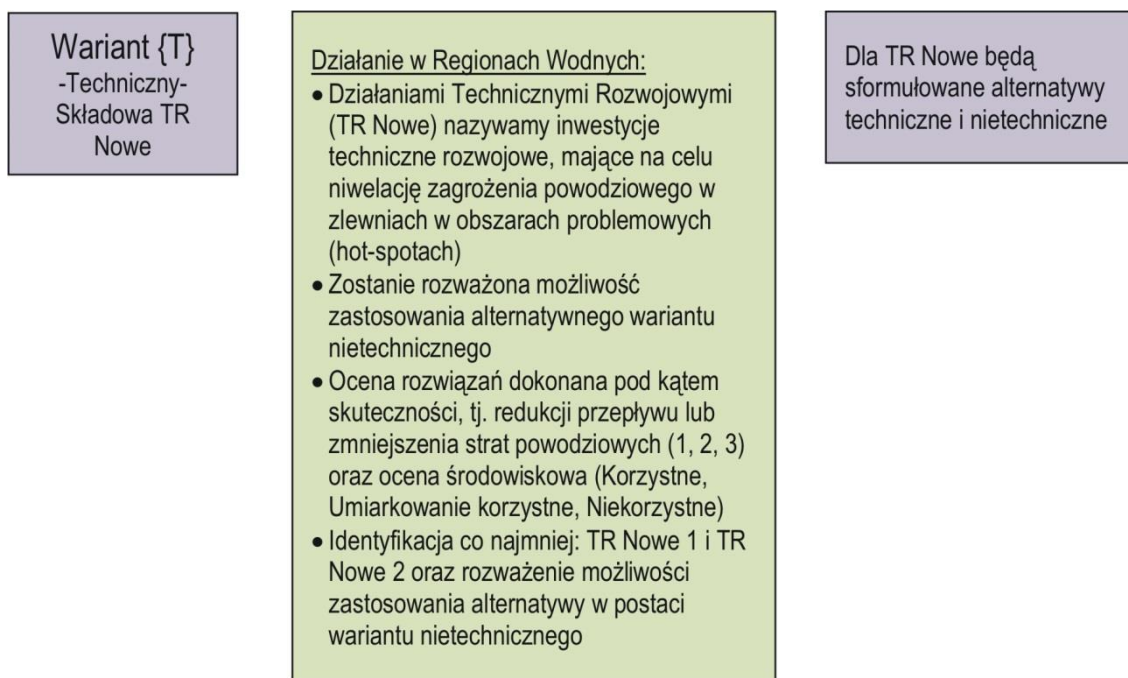 Wariant {T}
-Techniczny-
Składowa TR
Nowe
Działanie w Regionach Wodnych:
• Działaniami Technicznymi Rozwojowymi
(TR Nowe) nazywamy inwestycje
techniczne rozwojowe, mające na celu
niwelację zagrożenia powodziowego w
zlewniach w obszarach problemowych
(hot-spotach)
• Zostanie rozważona możliwość
zastosowania alternatywnego wariantu
nietechnicznego
• Ocena rozwiązań dokonana pod kątem
skuteczności, tj. redukcji przepływu lub
zmniejszenia strat powodziowych (1, 2, 3)
oraz ocena środowiskowa (Korzystne,
Umiarkowanie korzystne, Niekorzystne)
• Identyfikacja co najmniej: TR Nowe 1 i TR
Nowe 2 oraz rozważenie możliwości
zastosowania alternatywy w postaci
wariantu nietechnicznego
Dla TR Nowe będą
sformułowane alternatywy
techniczne i nietechniczne